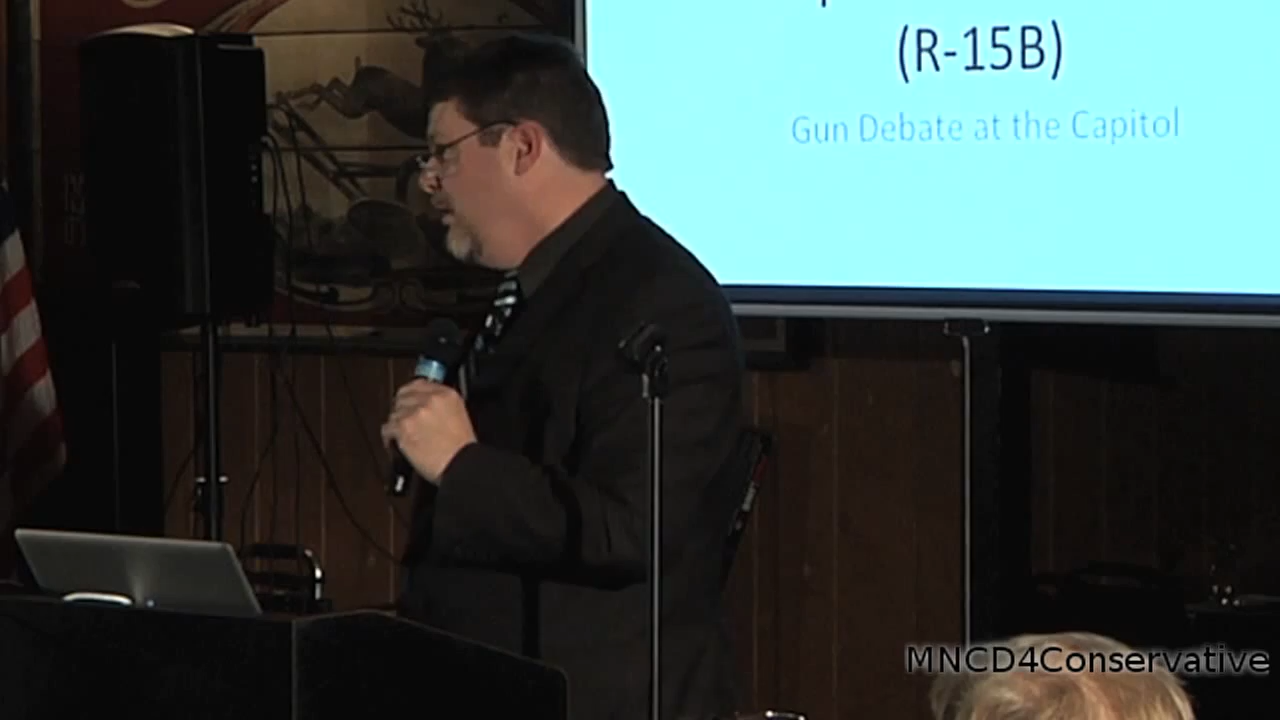 (R-15B)
Gun Debate at the Capitol
MNCD4Conservative